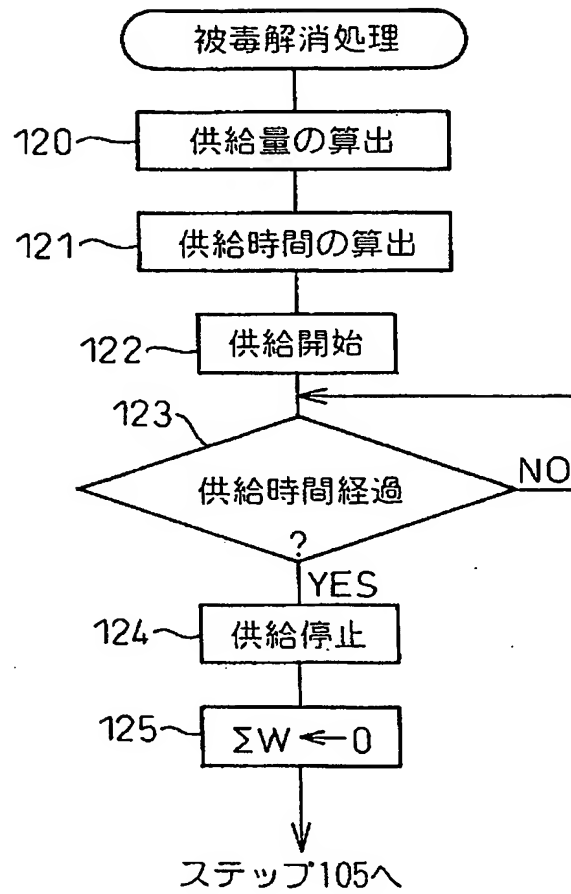 被毒解消処理
120
供給量の算出
121
供給時間の算出
122
供給開始
123
供給時間経過
?
NO
YES
124
供給停止
125
ΣW←0
ステップ105へ